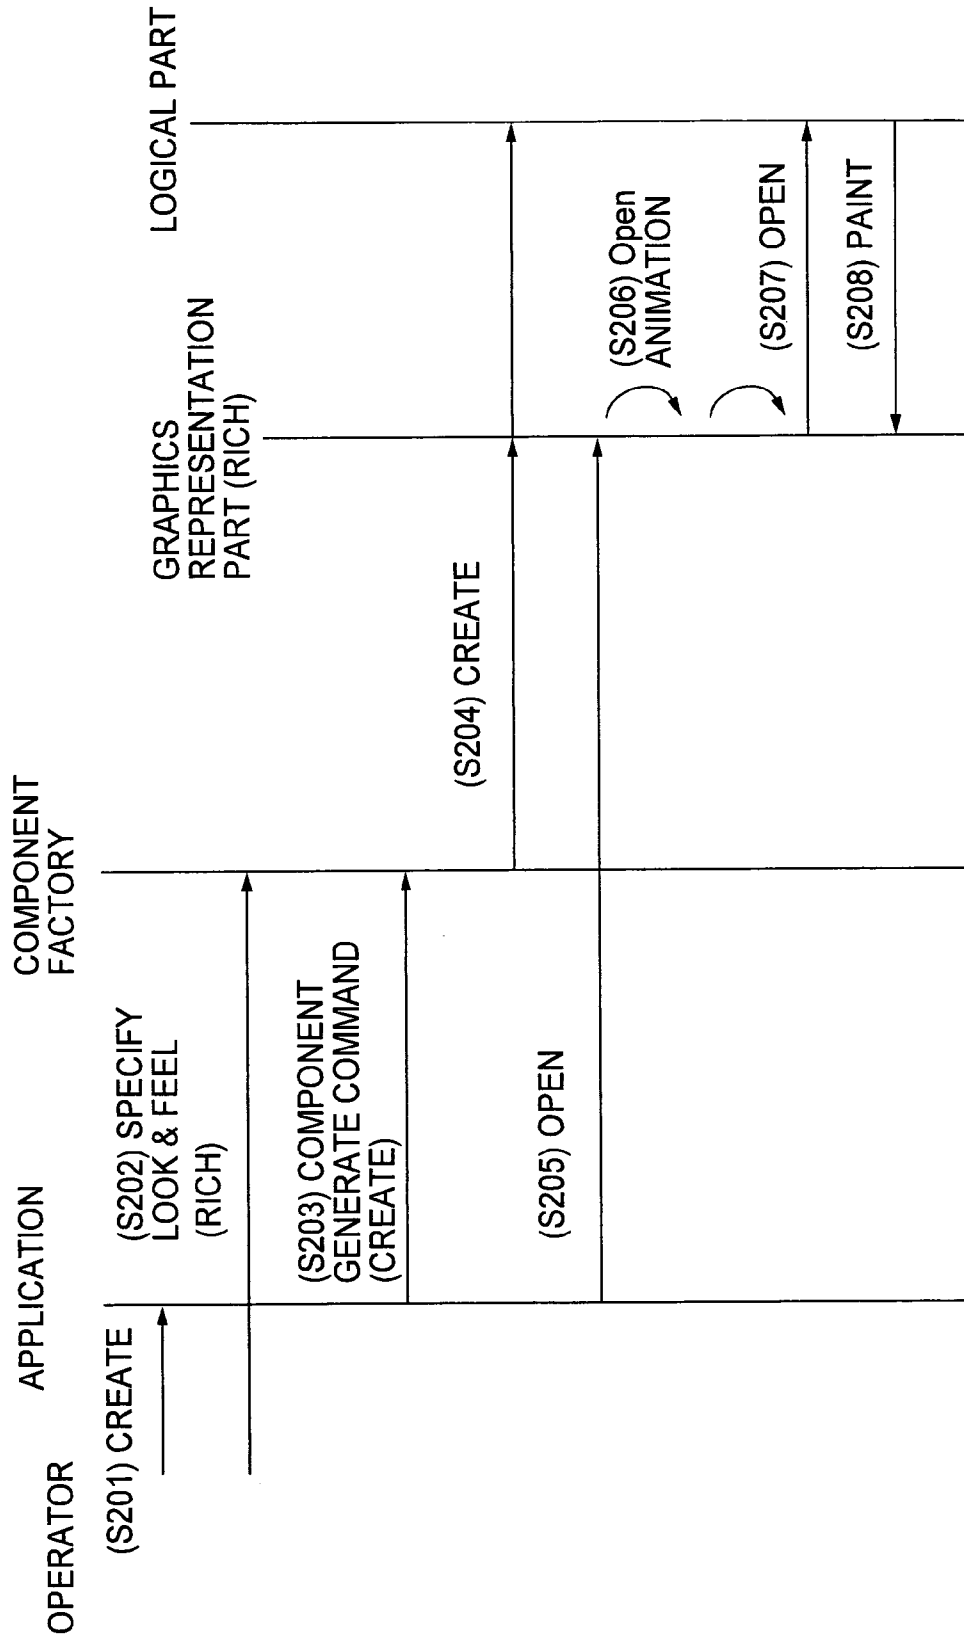 OPERATOR
APPLICATION
COMPONENT
FACTORY
GRAPHICS
REPRESENTATION
PART (RICH)
LOGICAL PART
(S201) CREATE
(S202) SPECIFY
LOOK & FEEL
(RICH)
(S203) COMPONENT
GENERATE COMMAND
(CREATE)
(S204) CREATE
(S205) OPEN
(S206) Open
ANIMATION
(S207) OPEN
(S208) PAINT